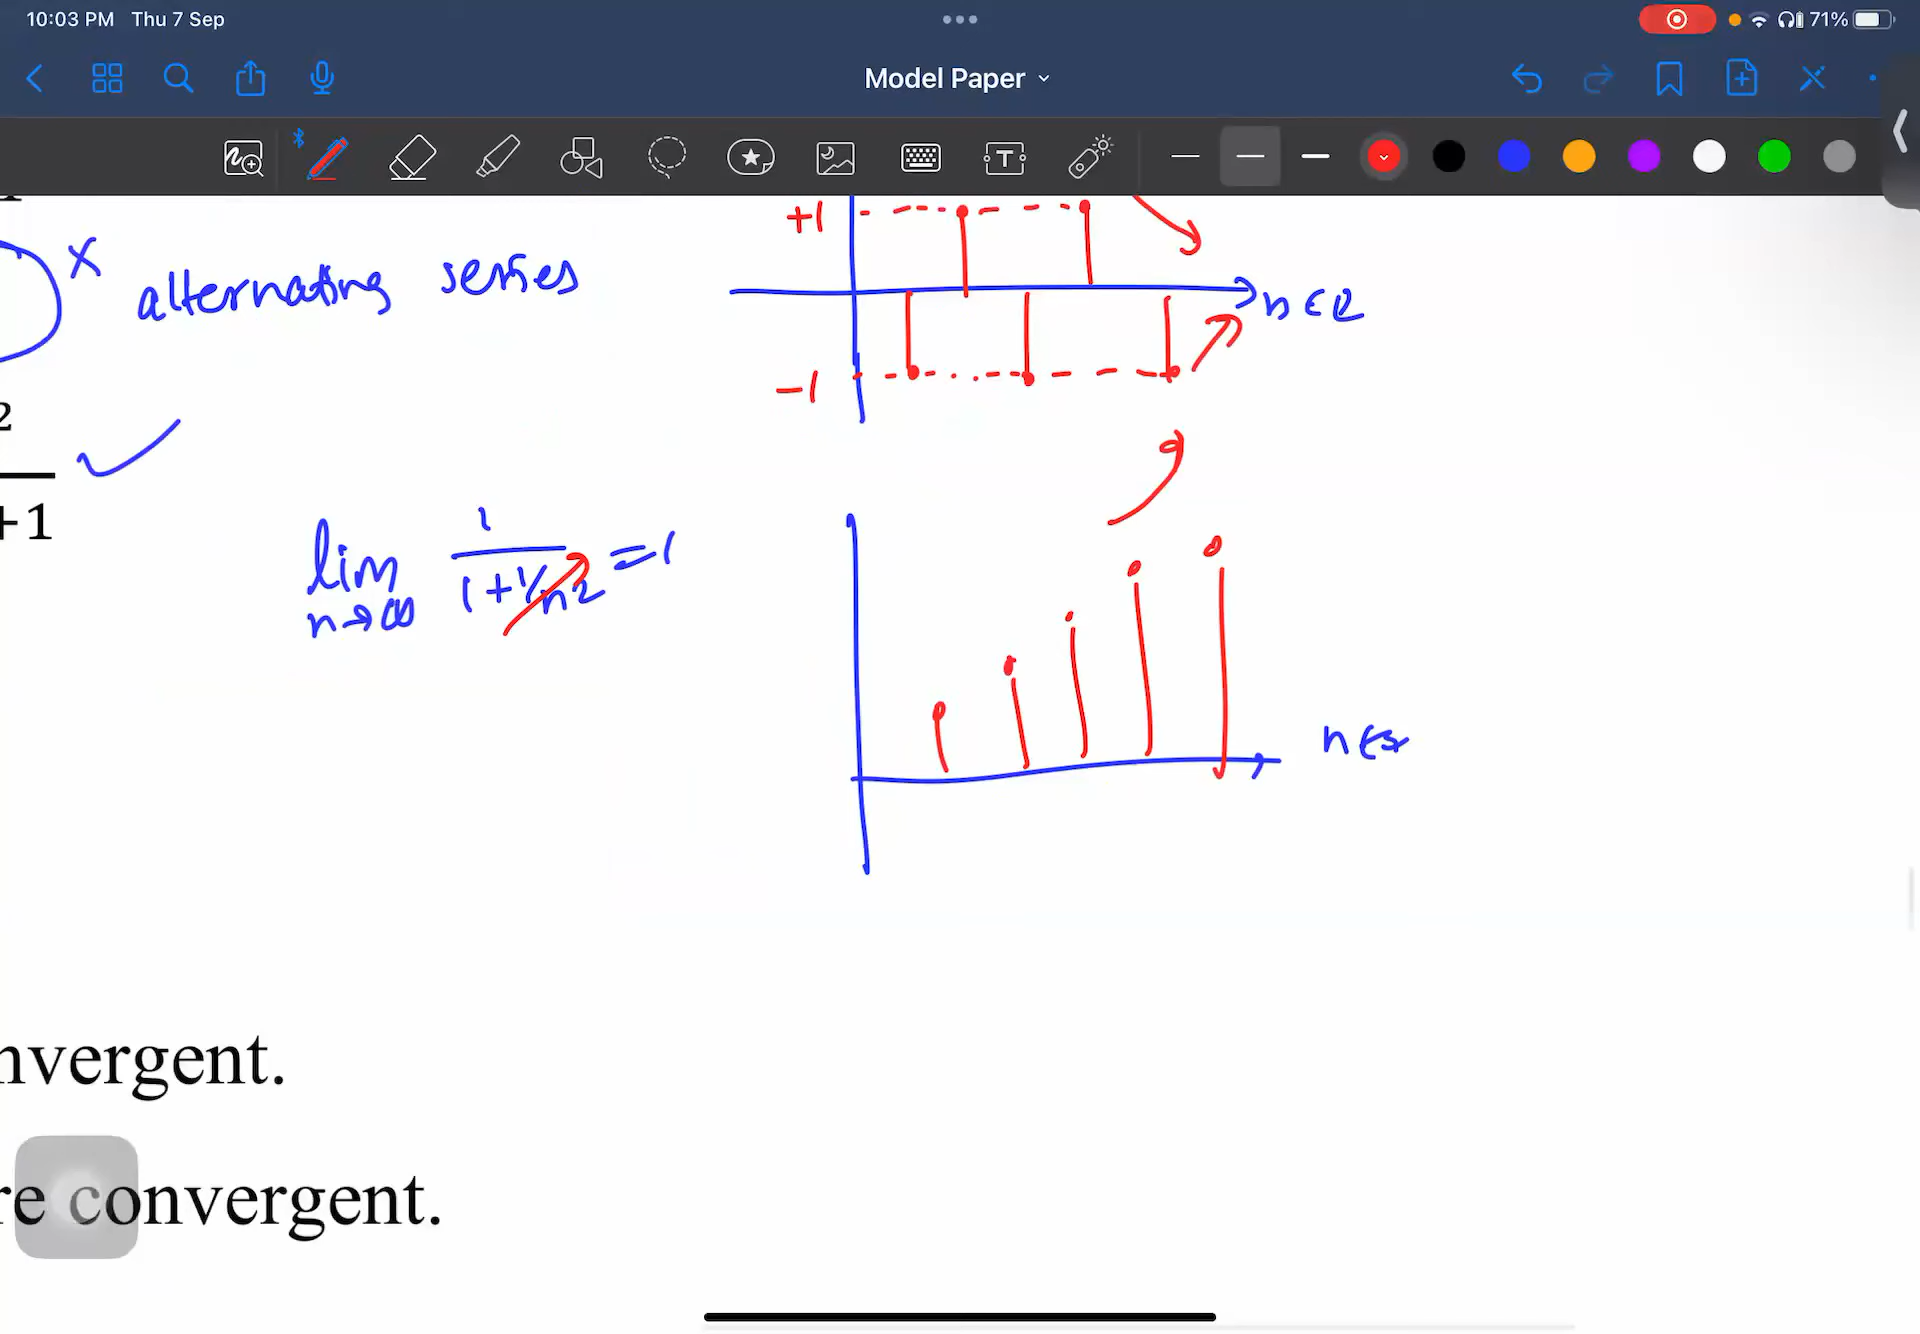 10:03 PM Thu 7 Sep
71%
Model Paper
T
+1
x alternating series
n ∈ Z
-1
2
+1
lim n→∞ 1 / 1 + 1/n2 = 1
nvergent.
re convergent.